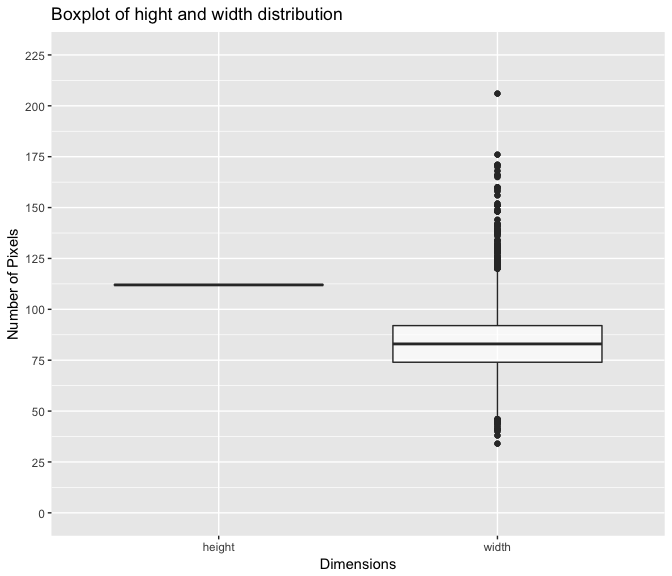 Boxplot of hight and width distribution
Number of Pixels
225
200
175
150
125
100
75
50
25
0
height
width
Dimensions